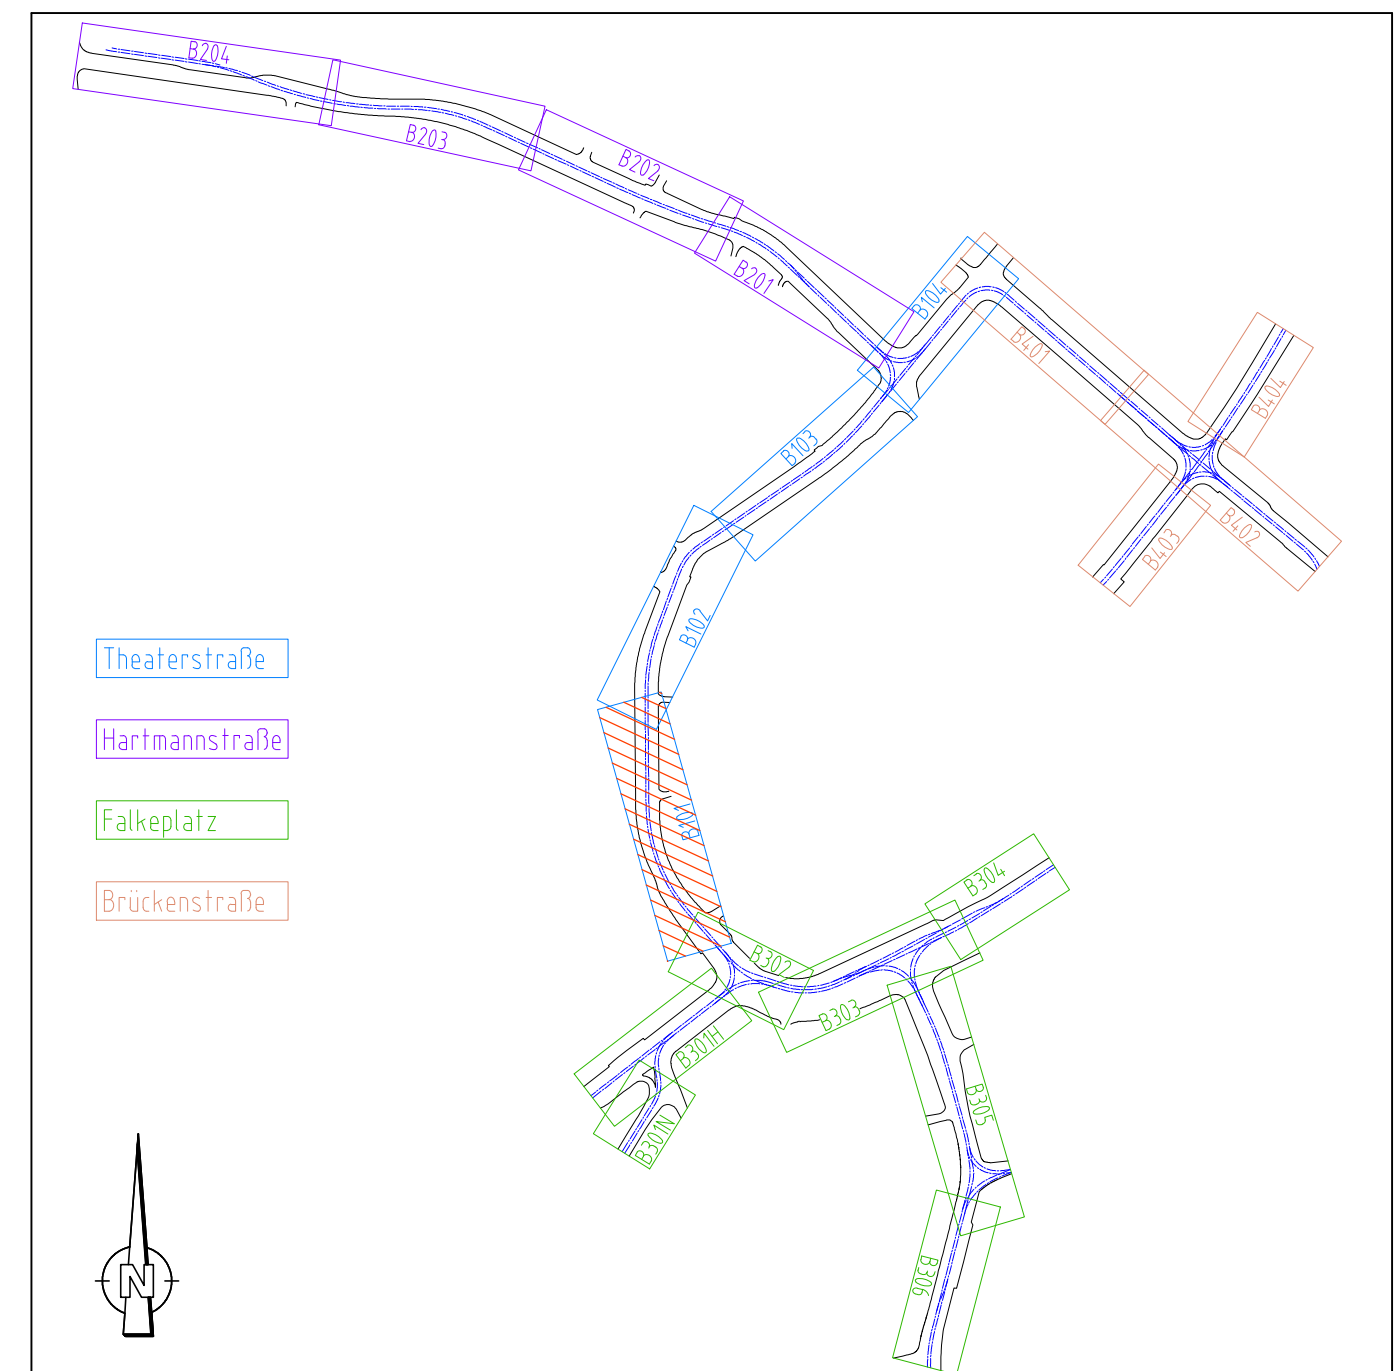 B204
B203
B202
B201
B104
B401
B404
B103
B402
B403
B102
Theaterstraße
Hartmannstraße
B101
Falkeplatz
B304
Brückenstraße
B302
B303
B301H
B305
B301N
N
B306